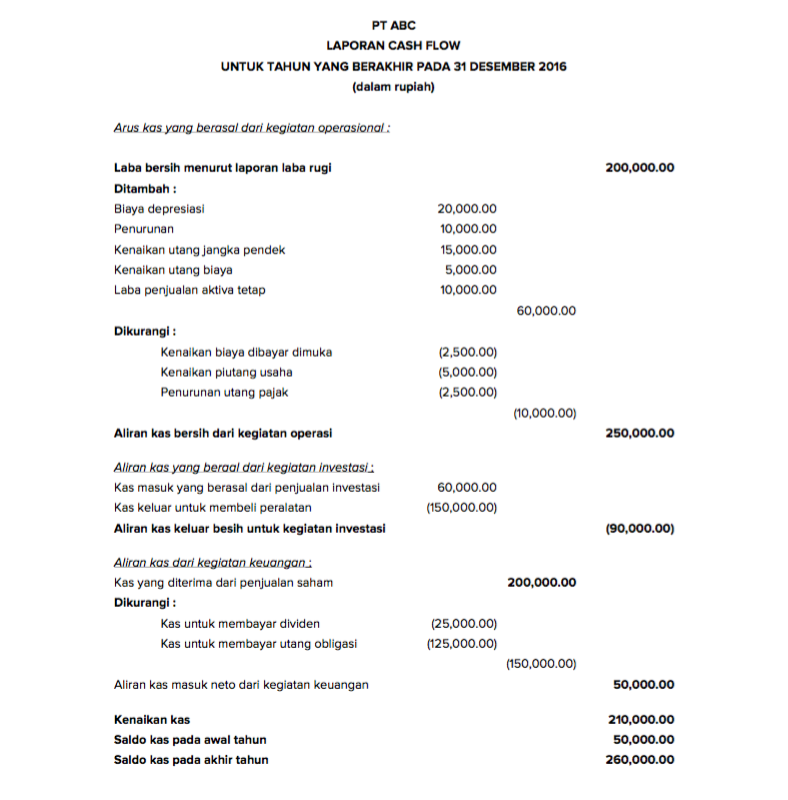 PT ABC
LAPORAN CASH FLOW
UNTUK TAHUN YANG BERAKHIR PADA 31 DESEMBER 2016
(dalam rupiah)
Arus kas yang berasal dari kegiatan operasional :
Laba bersih menurut laporan laba rugi 200,000.00
Ditambah :
Biaya depresiasi 20,000.00
Penurunan 10,000.00
Kenaikan utang jangka pendek 15,000.00
Kenaikan utang biaya 5,000.00
Laba penjualan aktiva tetap 10,000.00
60,000.00
Dikurangi :
Kenaikan biaya dibayar dimuka (2,500.00)
Kenaikan piutang usaha (5,000.00)
Penurunan utang pajak (2,500.00)
(10,000.00)
Aliran kas bersih dari kegiatan operasi 250,000.00
Aliran kas yang beraal dari kegiatan investasi :
Kas masuk yang berasal dari penjualan investasi 60,000.00
Kas keluar untuk membeli peralatan (150,000.00)
Aliran kas keluar besih untuk kegiatan investasi (90,000.00)
Aliran kas dari kegiatan keuangan :
Kas yang diterima dari penjualan saham 200,000.00
Dikurangi :
Kas untuk membayar dividen (25,000.00)
Kas untuk membayar utang obligasi (125,000.00)
(150,000.00)
Aliran kas masuk neto dari kegiatan keuangan 50,000.00
Kenaikan kas 210,000.00
Saldo kas pada awal tahun 50,000.00
Saldo kas pada akhir tahun 260,000.00